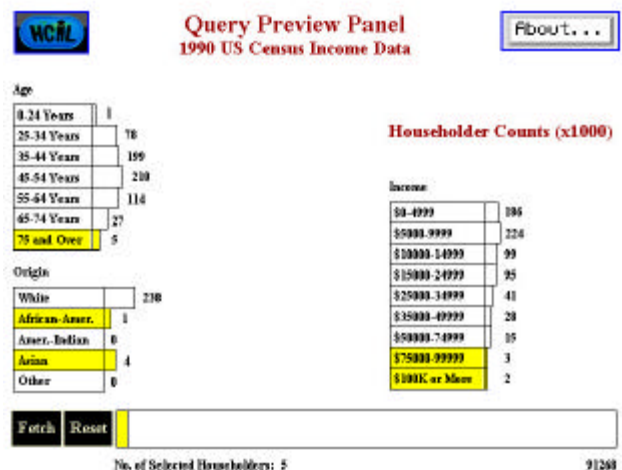 HCIL
Query Preview Panel
1990 US Census Income Data
About...
Age
0-24 Years 1
25-34 Years 78
35-44 Years 199
45-54 Years 210
55-64 Years 114
65-74 Years 27
75 and Over 5
Origin
White 230
African-Amer. 1
Amer.-Indian 0
Asian 4
Other 0
Householder Counts (x1000)
Income
$0-4999 186
$5000-9999 224
$10000-14999 99
$15000-24999 95
$25000-34999 41
$35000-49999 28
$50000-74999 15
$75000-99999 3
$100K or More 2
Fetch Reset
No. of Selected Householders: 5 91260